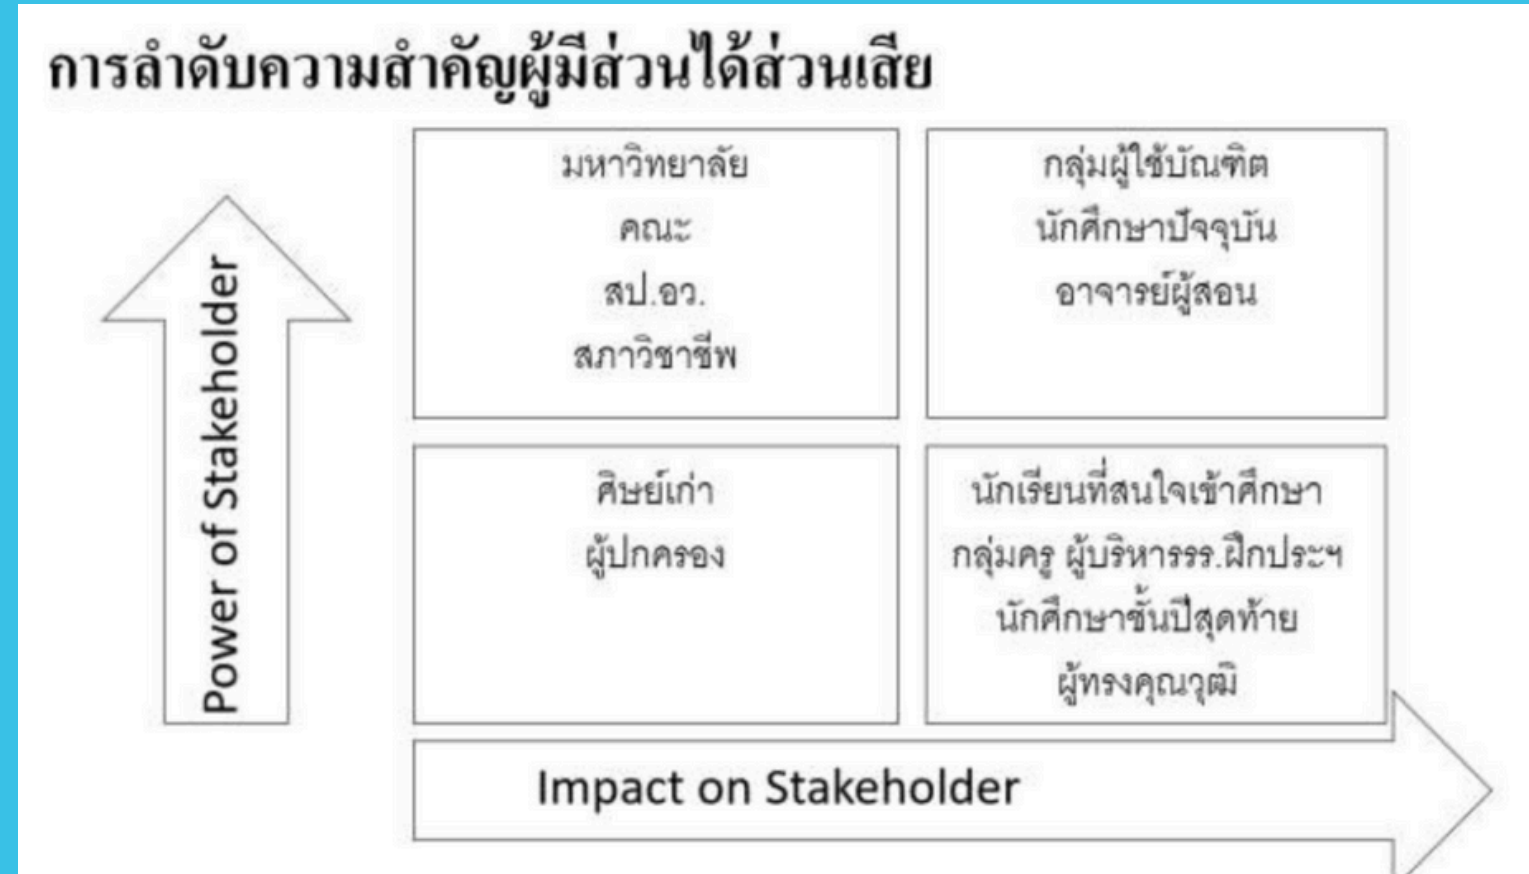 การลำดับความสำคัญผู้มีส่วนได้ส่วนเสีย
Power of Stakeholder
มหาวิทยาลัย
คณะ
สป.อว.
สภาวิชาชีพ
กลุ่มผู้ใช้บัณฑิต
นักศึกษาปัจจุบัน
อาจารย์ผู้สอน
ศิษย์เก่า
ผู้ปกครอง
นักเรียนที่สนใจเข้าศึกษา
กลุ่มครู ผู้บริหารรร.ฝึกประฯ
นักศึกษาชั้นปีสุดท้าย
ผู้ทรงคุณวุฒิ
Impact on Stakeholder